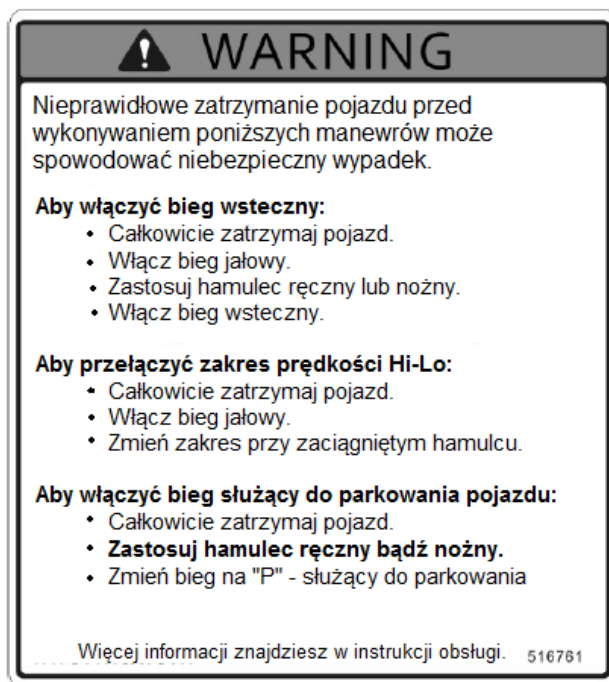 WARNING
Nieprawidłowe zatrzymanie pojazdu przed
wykonywaniem poniższych manewrów może
spowodować niebezpieczny wypadek.
Aby włączyć bieg wsteczny:
• Całkowicie zatrzymaj pojazd.
• Włącz bieg jałowy.
• Zastosuj hamulec ręczny lub nożny.
• Włącz bieg wsteczny.
Aby przełączyć zakres prędkości Hi-Lo:
• Całkowicie zatrzymaj pojazd.
• Włącz bieg jałowy.
• Zmień zakres przy zaciągniętym hamulcu.
Aby włączyć bieg służący do parkowania pojazdu:
• Całkowicie zatrzymaj pojazd.
• Zastosuj hamulec ręczny bądź nożny.
• Zmień bieg na "P" - służący do parkowania
Więcej informacji znajdziesz w instrukcji obsługi. 516761